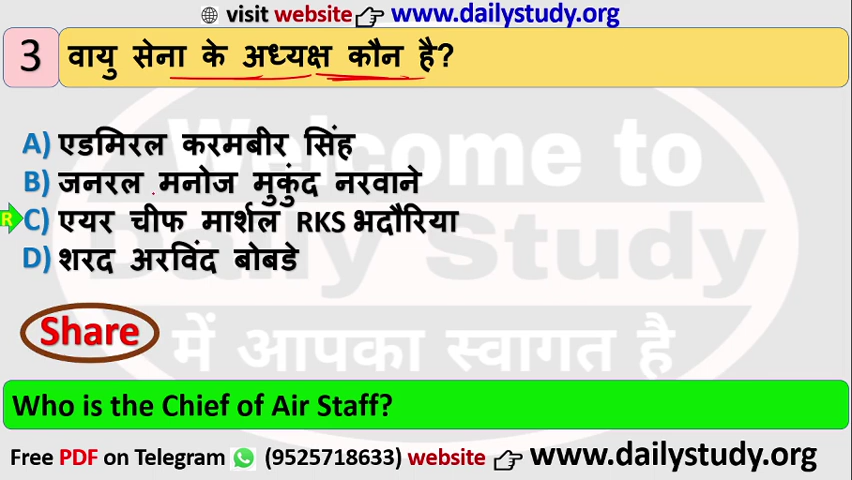 visit website www.dailystudy.org
3 वायु सेना के अध्यक्ष कौन है?
A) एडमिरल करमबीर सिंह
B) जनरल मनोज मुकुंद नरवाने
R C) एयर चीफ मार्शल RKS भदौरिया
D) शरद अरविंद बोबडे
Welcome to
Daily Study
में आपका स्वागत है
Share
Who is the Chief of Air Staff?
Free PDF on Telegram (9525718633) website www.dailystudy.org